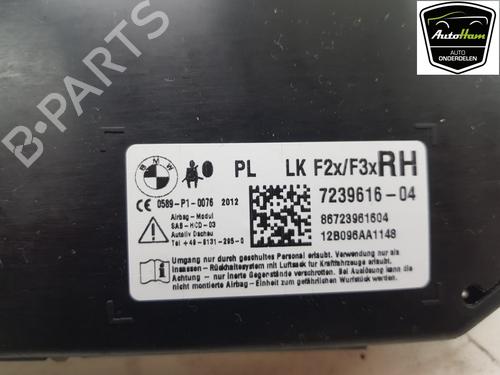 AutoHam
AUTO
ONDERDELEN
B-PARTS
BMW
PL LK F2x/F3x RH
0589-P1-0076 2012
7239616-04
Airbag-Modul
SAB-HCD-03
Autoliv Dachau
Tel +49-8131-295-0
86723961604
12B096AA1148
Umgang nur durch geschultes Personal erlaubt. Verwendung nur als
Insassen - Rückhaltesystem mit Luftsack für Kraftfahrzeuge erlaubt.
Achtung - nur inerte Gegenstände verschrotten. Bei Auslösung kann das
nicht montierte Airbag - Einheit zum gefährlichen Wurfstück werden.